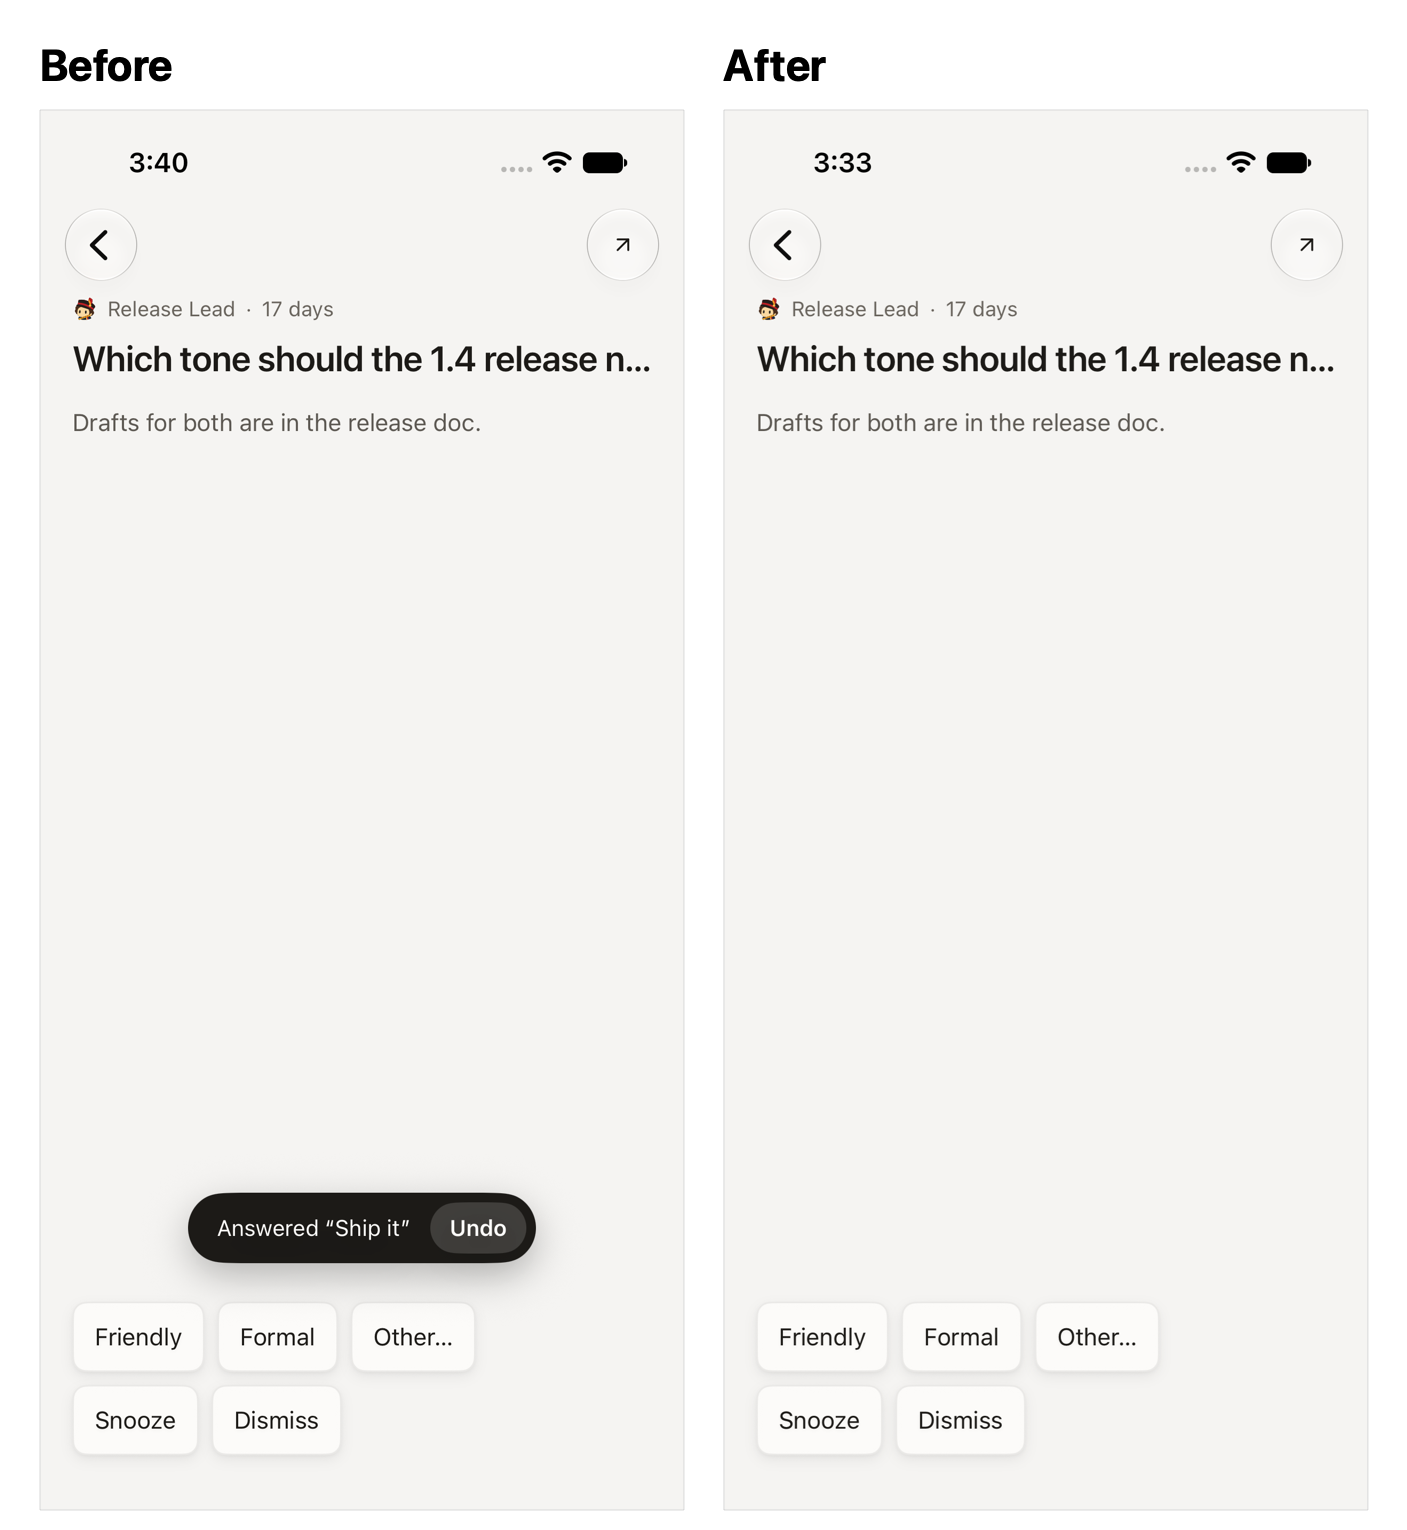 Before
3:40
Release Lead · 17 days
Which tone should the 1.4 release n...
Drafts for both are in the release doc.
Answered “Ship it” Undo
Friendly Formal Other...
Snooze Dismiss
After
3:33
Release Lead · 17 days
Which tone should the 1.4 release n...
Drafts for both are in the release doc.
Friendly Formal Other...
Snooze Dismiss